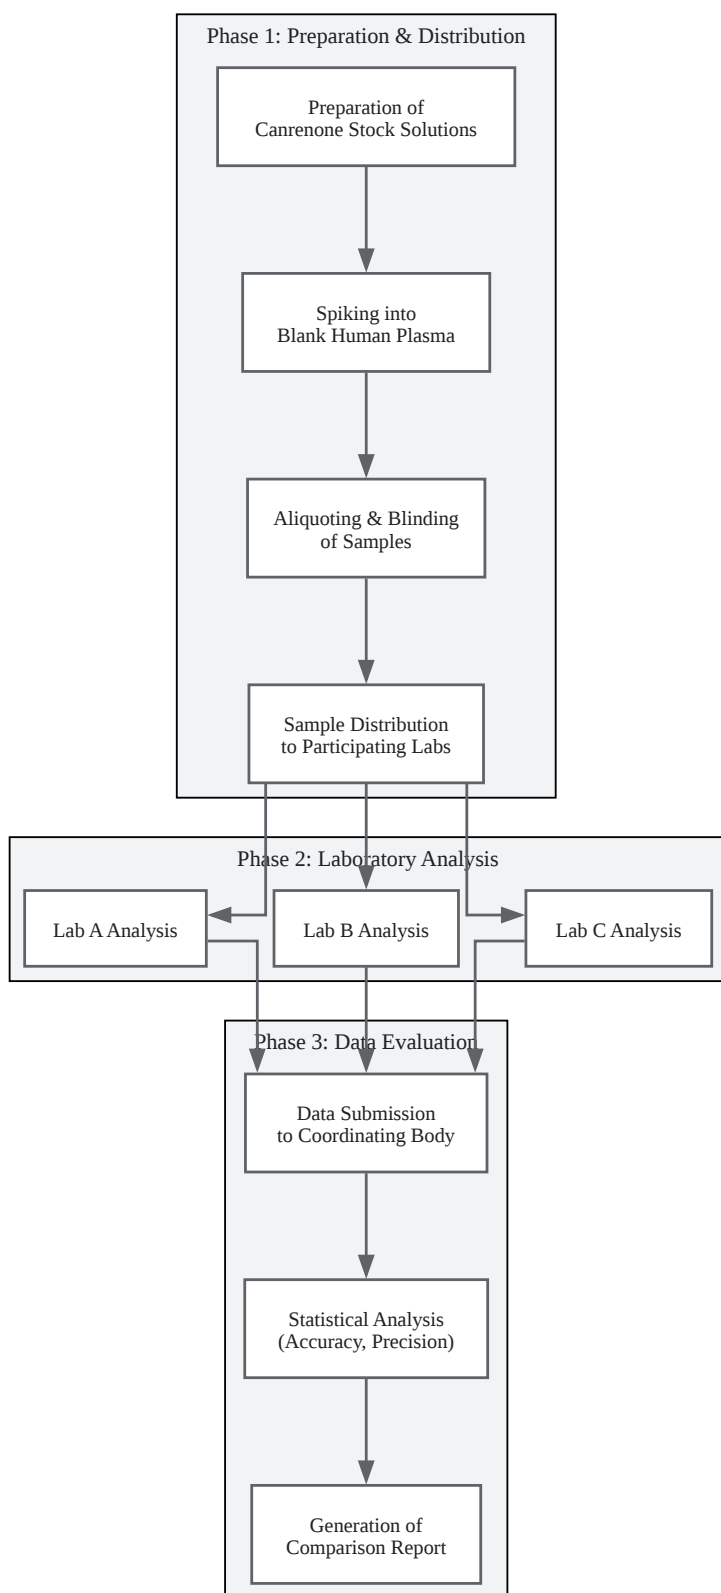 Phase 1: Preparation & Distribution
Preparation of
Canrenone Stock Solutions
Spiking into
Blank Human Plasma
Aliquoting & Blinding
of Samples
Sample Distribution
to Participating Labs
Phase 2: Laboratory Analysis
Lab A Analysis
Lab B Analysis
Lab C Analysis
Phase 3: Data Evaluation
Data Submission
to Coordinating Body
Statistical Analysis
(Accuracy, Precision)
Generation of
Comparison Report